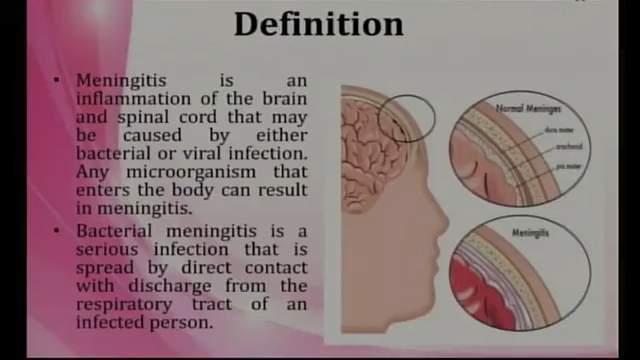 Definition
• Meningitis is an
inflammation of the brain
and spinal cord that may
be caused by either
bacterial or viral infection.
Any microorganism that
enters the body can result
in meningitis.
• Bacterial meningitis is a
serious infection that is
spread by direct contact
with discharge from the
respiratory tract of an
infected person.
Normal Meninges
dura mater
arachnoid
pia mater
Meningitis